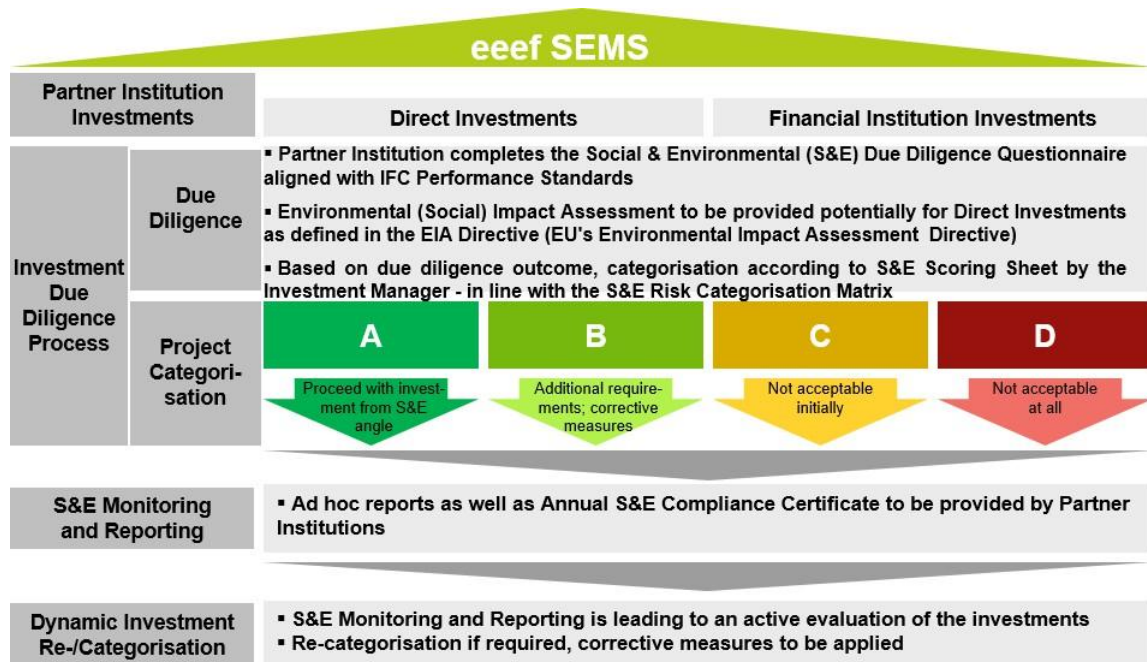 eeef SEMS
Partner Institution
Investments
Direct Investments
Financial Institution Investments
Investment
Due
Diligence
Process
Due
Diligence
▪ Partner Institution completes the Social & Environmental (S&E) Due Diligence Questionnaire
aligned with IFC Performance Standards
▪ Environmental (Social) Impact Assessment to be provided potentially for Direct Investments
as defined in the EIA Directive (EU's Environmental Impact Assessment Directive)
▪ Based on due diligence outcome, categorisation according to S&E Scoring Sheet by the
Investment Manager - in line with the S&E Risk Categorisation Matrix
Project
Categori-
sation
A
B
C
D
Proceed with invest-
ment from S&E
angle
Additional require-
ments; corrective
measures
Not acceptable
initially
Not acceptable
at all
S&E Monitoring
and Reporting
▪ Ad hoc reports as well as Annual S&E Compliance Certificate to be provided by Partner
Institutions
Dynamic Investment
Re-/Categorisation
▪ S&E Monitoring and Reporting is leading to an active evaluation of the investments
▪ Re-categorisation if required, corrective measures to be applied